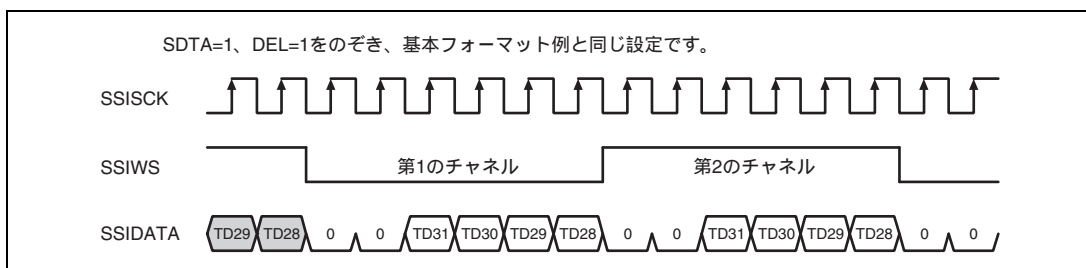 SDTA=1、DEL=1をのぞき、基本フォーマット例と同じ設定です。
SSISCK
SSIWS 第1のチャネル 第2のチャネル
SSIDATA TD29 TD28 0 0 TD31 TD30 TD29 TD28 0 0 TD31 TD30 TD29 TD28 0 0